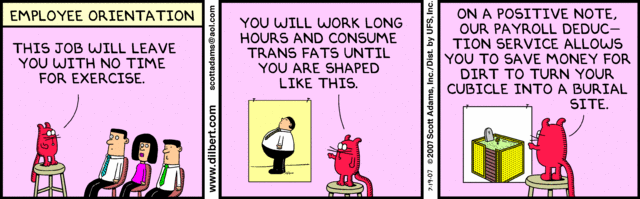 EMPLOYEE ORIENTATION
THIS JOB WILL LEAVE
YOU WITH NO TIME
FOR EXERCISE.
www.dilbert.com
scottadams@aol.com
YOU WILL WORK LONG
HOURS AND CONSUME
TRANS FATS UNTIL
YOU ARE SHAPED
LIKE THIS.
7-19-07 ©2007 Scott Adams, Inc./Dist. by UFS, Inc.
ON A POSITIVE NOTE,
OUR PAYROLL DEDUC-
TION SERVICE ALLOWS
YOU TO SAVE MONEY FOR
DIRT TO TURN YOUR
CUBICLE INTO A BURIAL
SITE.